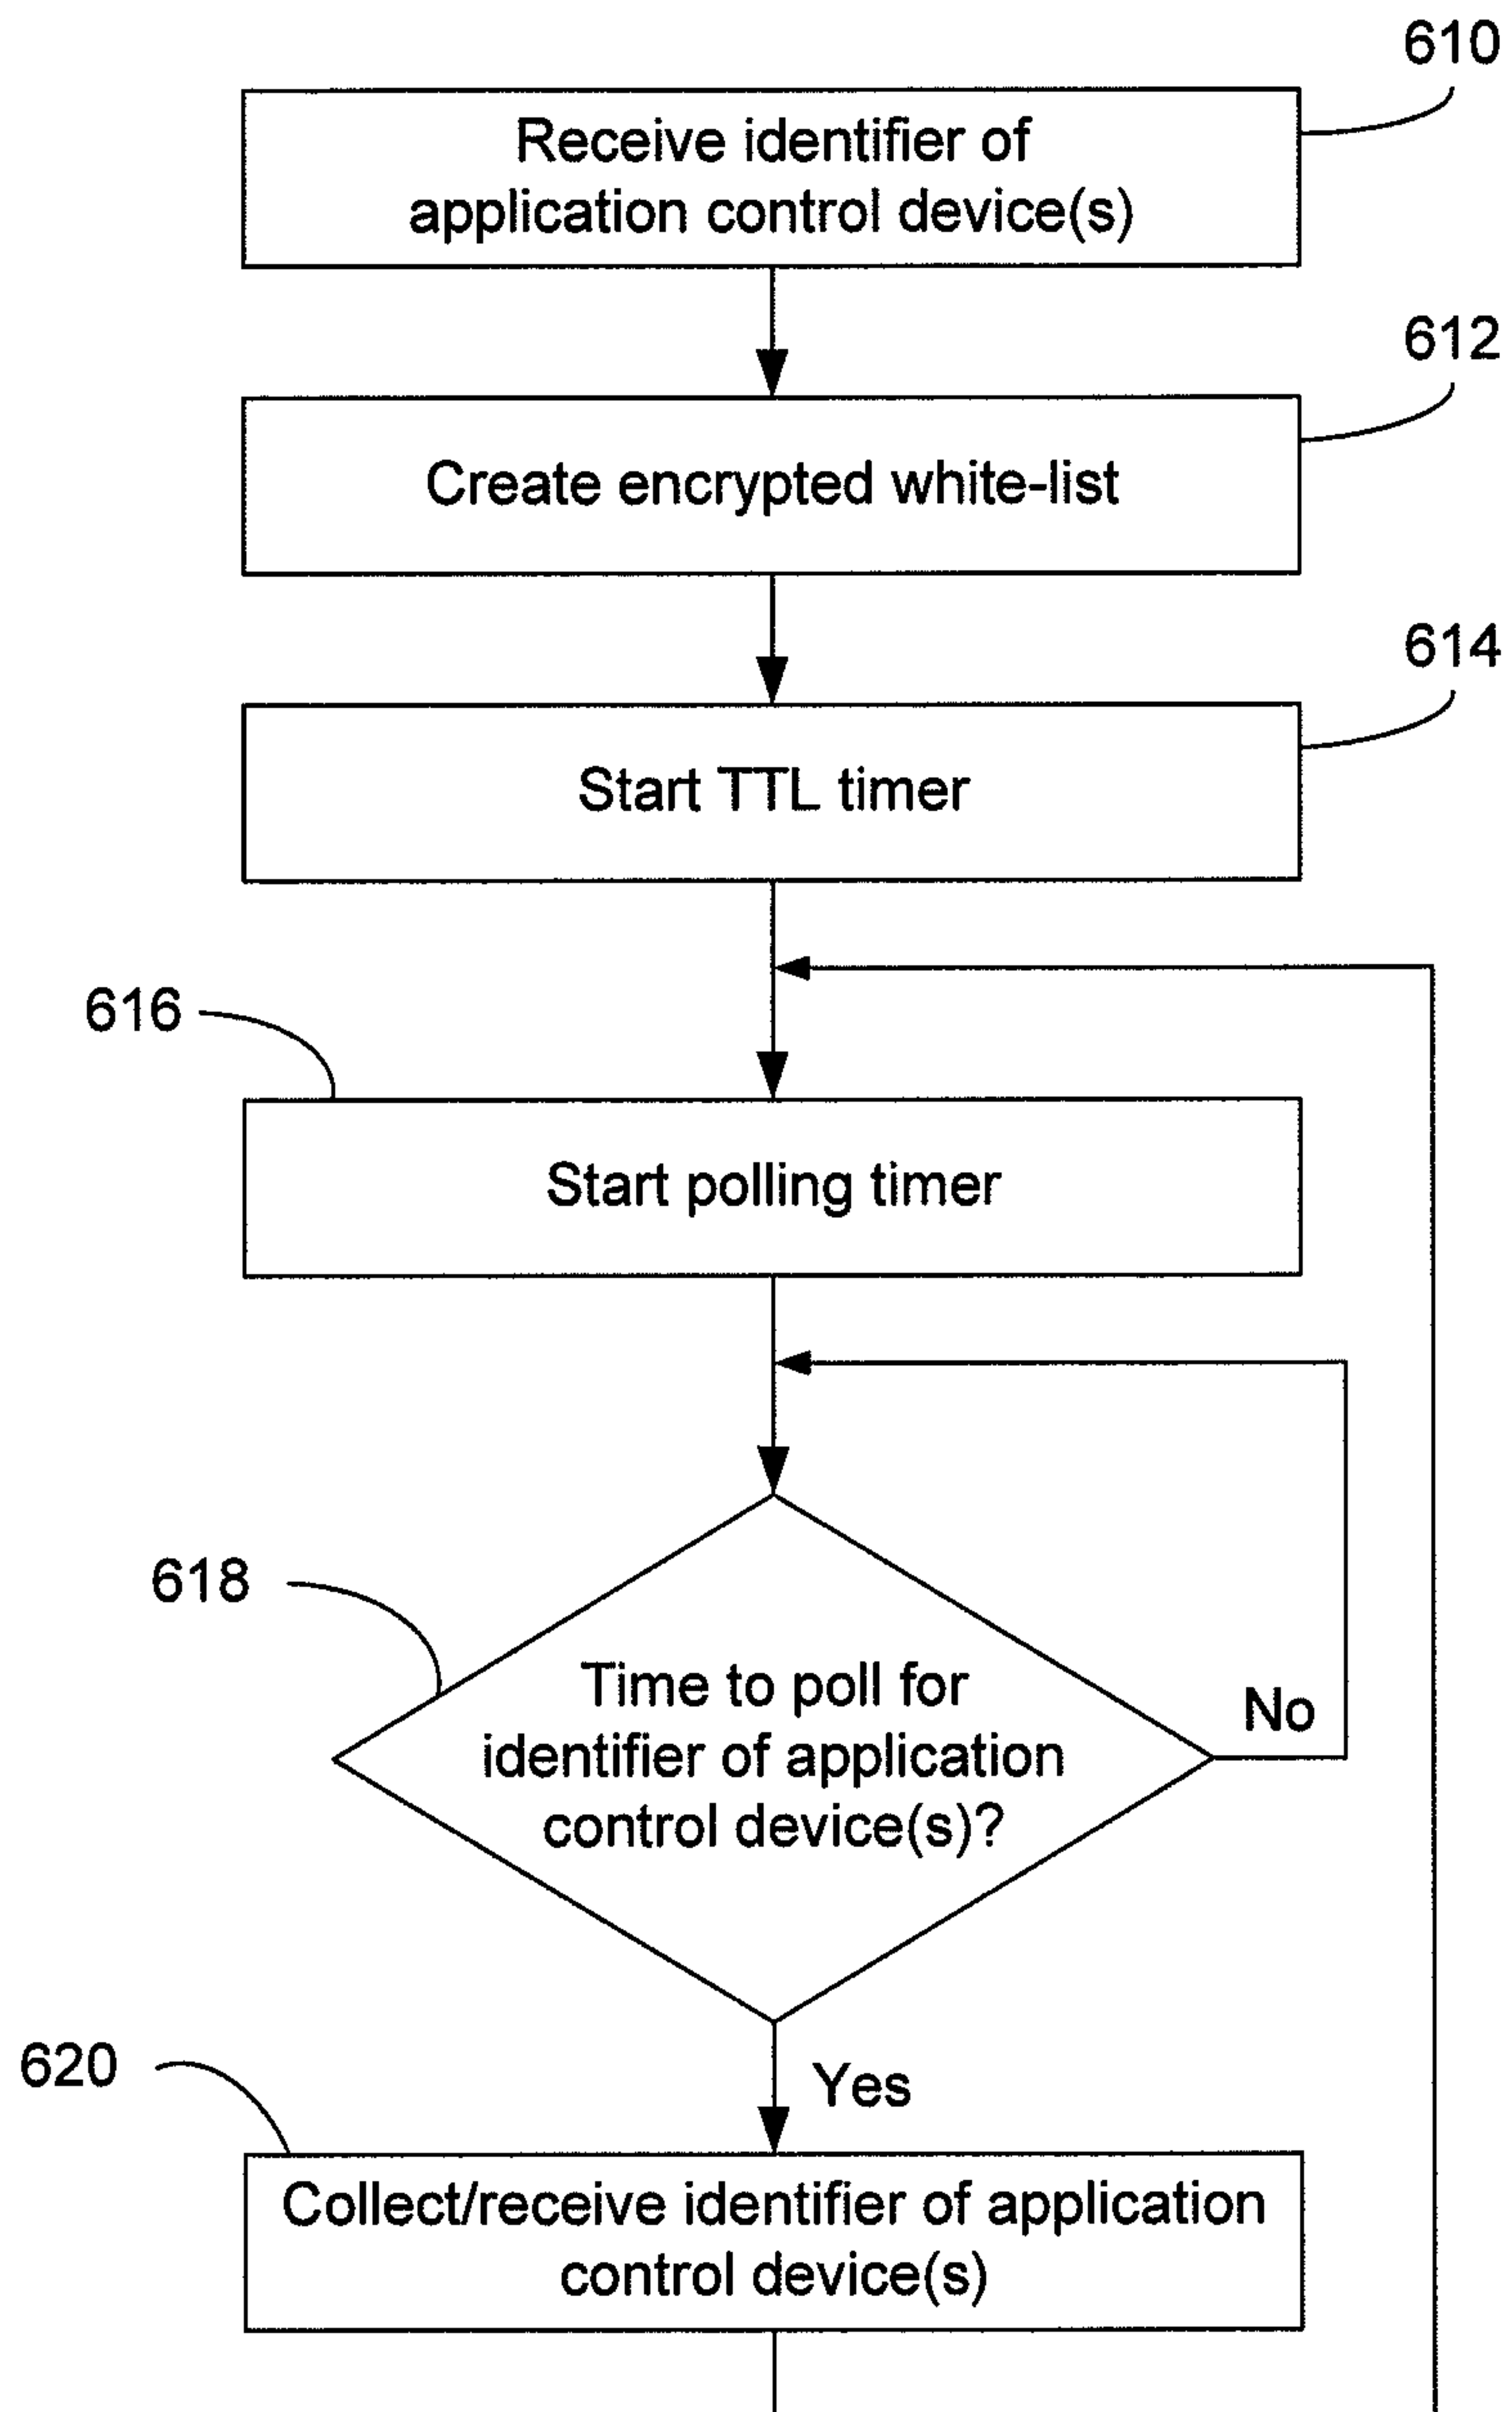 610
Receive identifier of
application control device(s)
612
Create encrypted white-list
614
Start TTL timer
616
Start polling timer
618
Time to poll for
identifier of application
control device(s)?
No
Yes
620
Collect/receive identifier of application
control device(s)